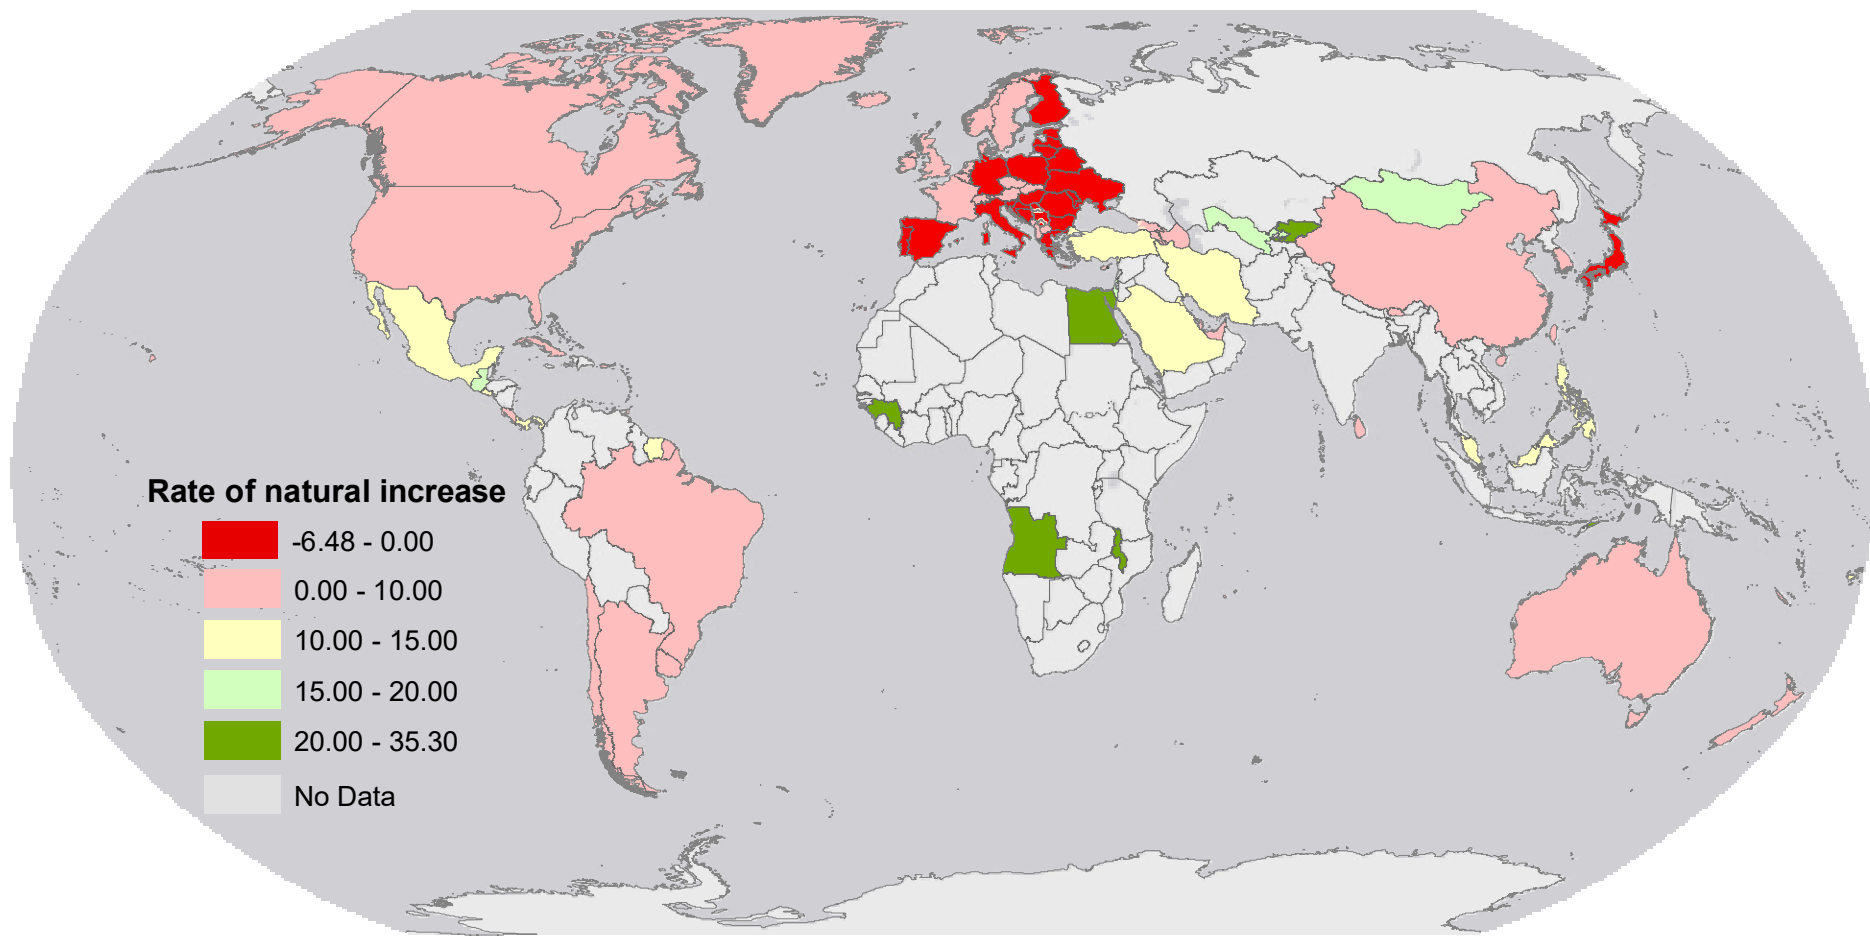 Rate of natural increase
-6.48 - 0.00
0.00 - 10.00
10.00 - 15.00
15.00 - 20.00
20.00 - 35.30
No Data